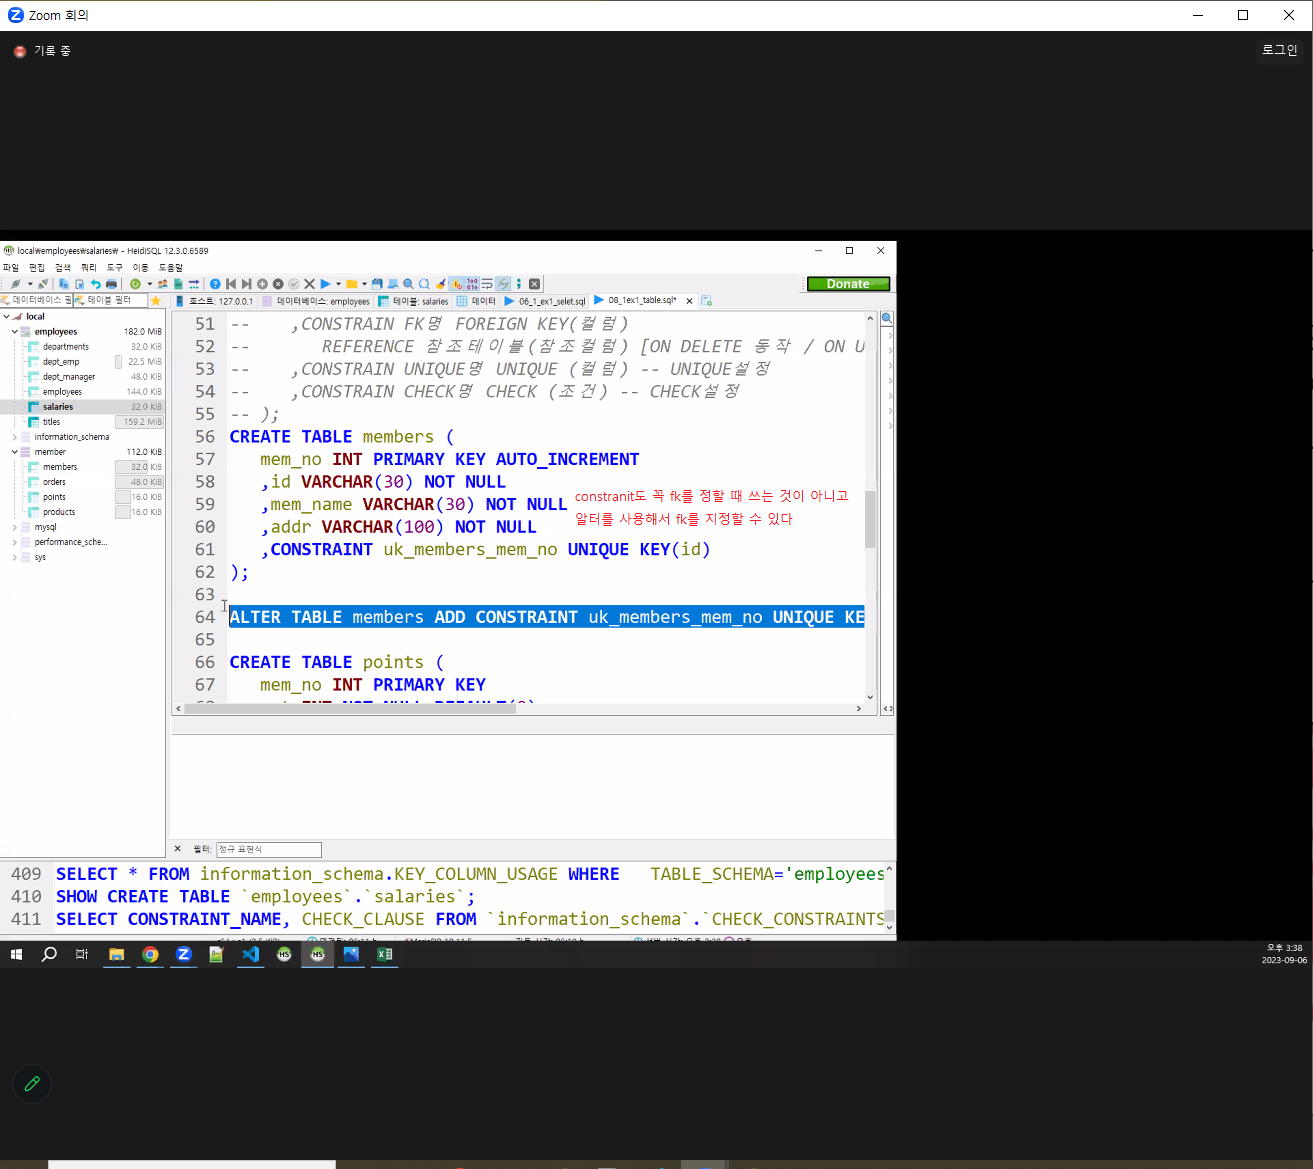 Zoom 회의
기록 중
로그인
local\employees\salaries\ - HeidiSQL 12.3.0.6589
파일 편집 검색 쿼리 도구 이동 도움말
Donate
데이터베이스 필 테이블 필터
호스트: 127.0.0.1 데이터베이스: employees 테이블: salaries 데이터 06_1_ex1_selet.sql 08_1ex1_table.sql*
local
employees 182.0 MiB
departments 32.0 KiB
dept_emp 22.5 MiB
dept_manager 48.0 KiB
employees 144.0 KiB
salaries 32.0 KiB
titles 159.2 MiB
information_schema
member 112.0 KiB
members 32.0 KiB
orders 48.0 KiB
points 16.0 KiB
products 16.0 KiB
mysql
performance_sche...
sys
51 -- ,CONSTRAIN FK명 FOREIGN KEY(컬럼)
52 -- REFERENCE 참조테이블(참조컬럼) [ON DELETE 동작 / ON U
53 -- ,CONSTRAIN UNIQUE명 UNIQUE (컬럼) -- UNIQUE설정
54 -- ,CONSTRAIN CHECK명 CHECK (조건) -- CHECK설정
55 -- );
56 CREATE TABLE members (
57 mem_no INT PRIMARY KEY AUTO_INCREMENT
58 ,id VARCHAR(30) NOT NULL
59 ,mem_name VARCHAR(30) NOT NULL
constranit도 꼭 fk를 정할 때 쓰는 것이 아니고
60 ,addr VARCHAR(100) NOT NULL
알터를 사용해서 fk를 지정할 수 있다
61 ,CONSTRAINT uk_members_mem_no UNIQUE KEY(id)
62 );
63
64 ALTER TABLE members ADD CONSTRAINT uk_members_mem_no UNIQUE KE
65
66 CREATE TABLE points (
67 mem_no INT PRIMARY KEY
필터: 정규 표현식
409 SELECT * FROM information_schema.KEY_COLUMN_USAGE WHERE TABLE_SCHEMA='employees
410 SHOW CREATE TABLE `employees`.`salaries`;
411 SELECT CONSTRAINT_NAME, CHECK_CLAUSE FROM `information_schema`.`CHECK_CONSTRAINTS
오후 3:38
2023-09-06